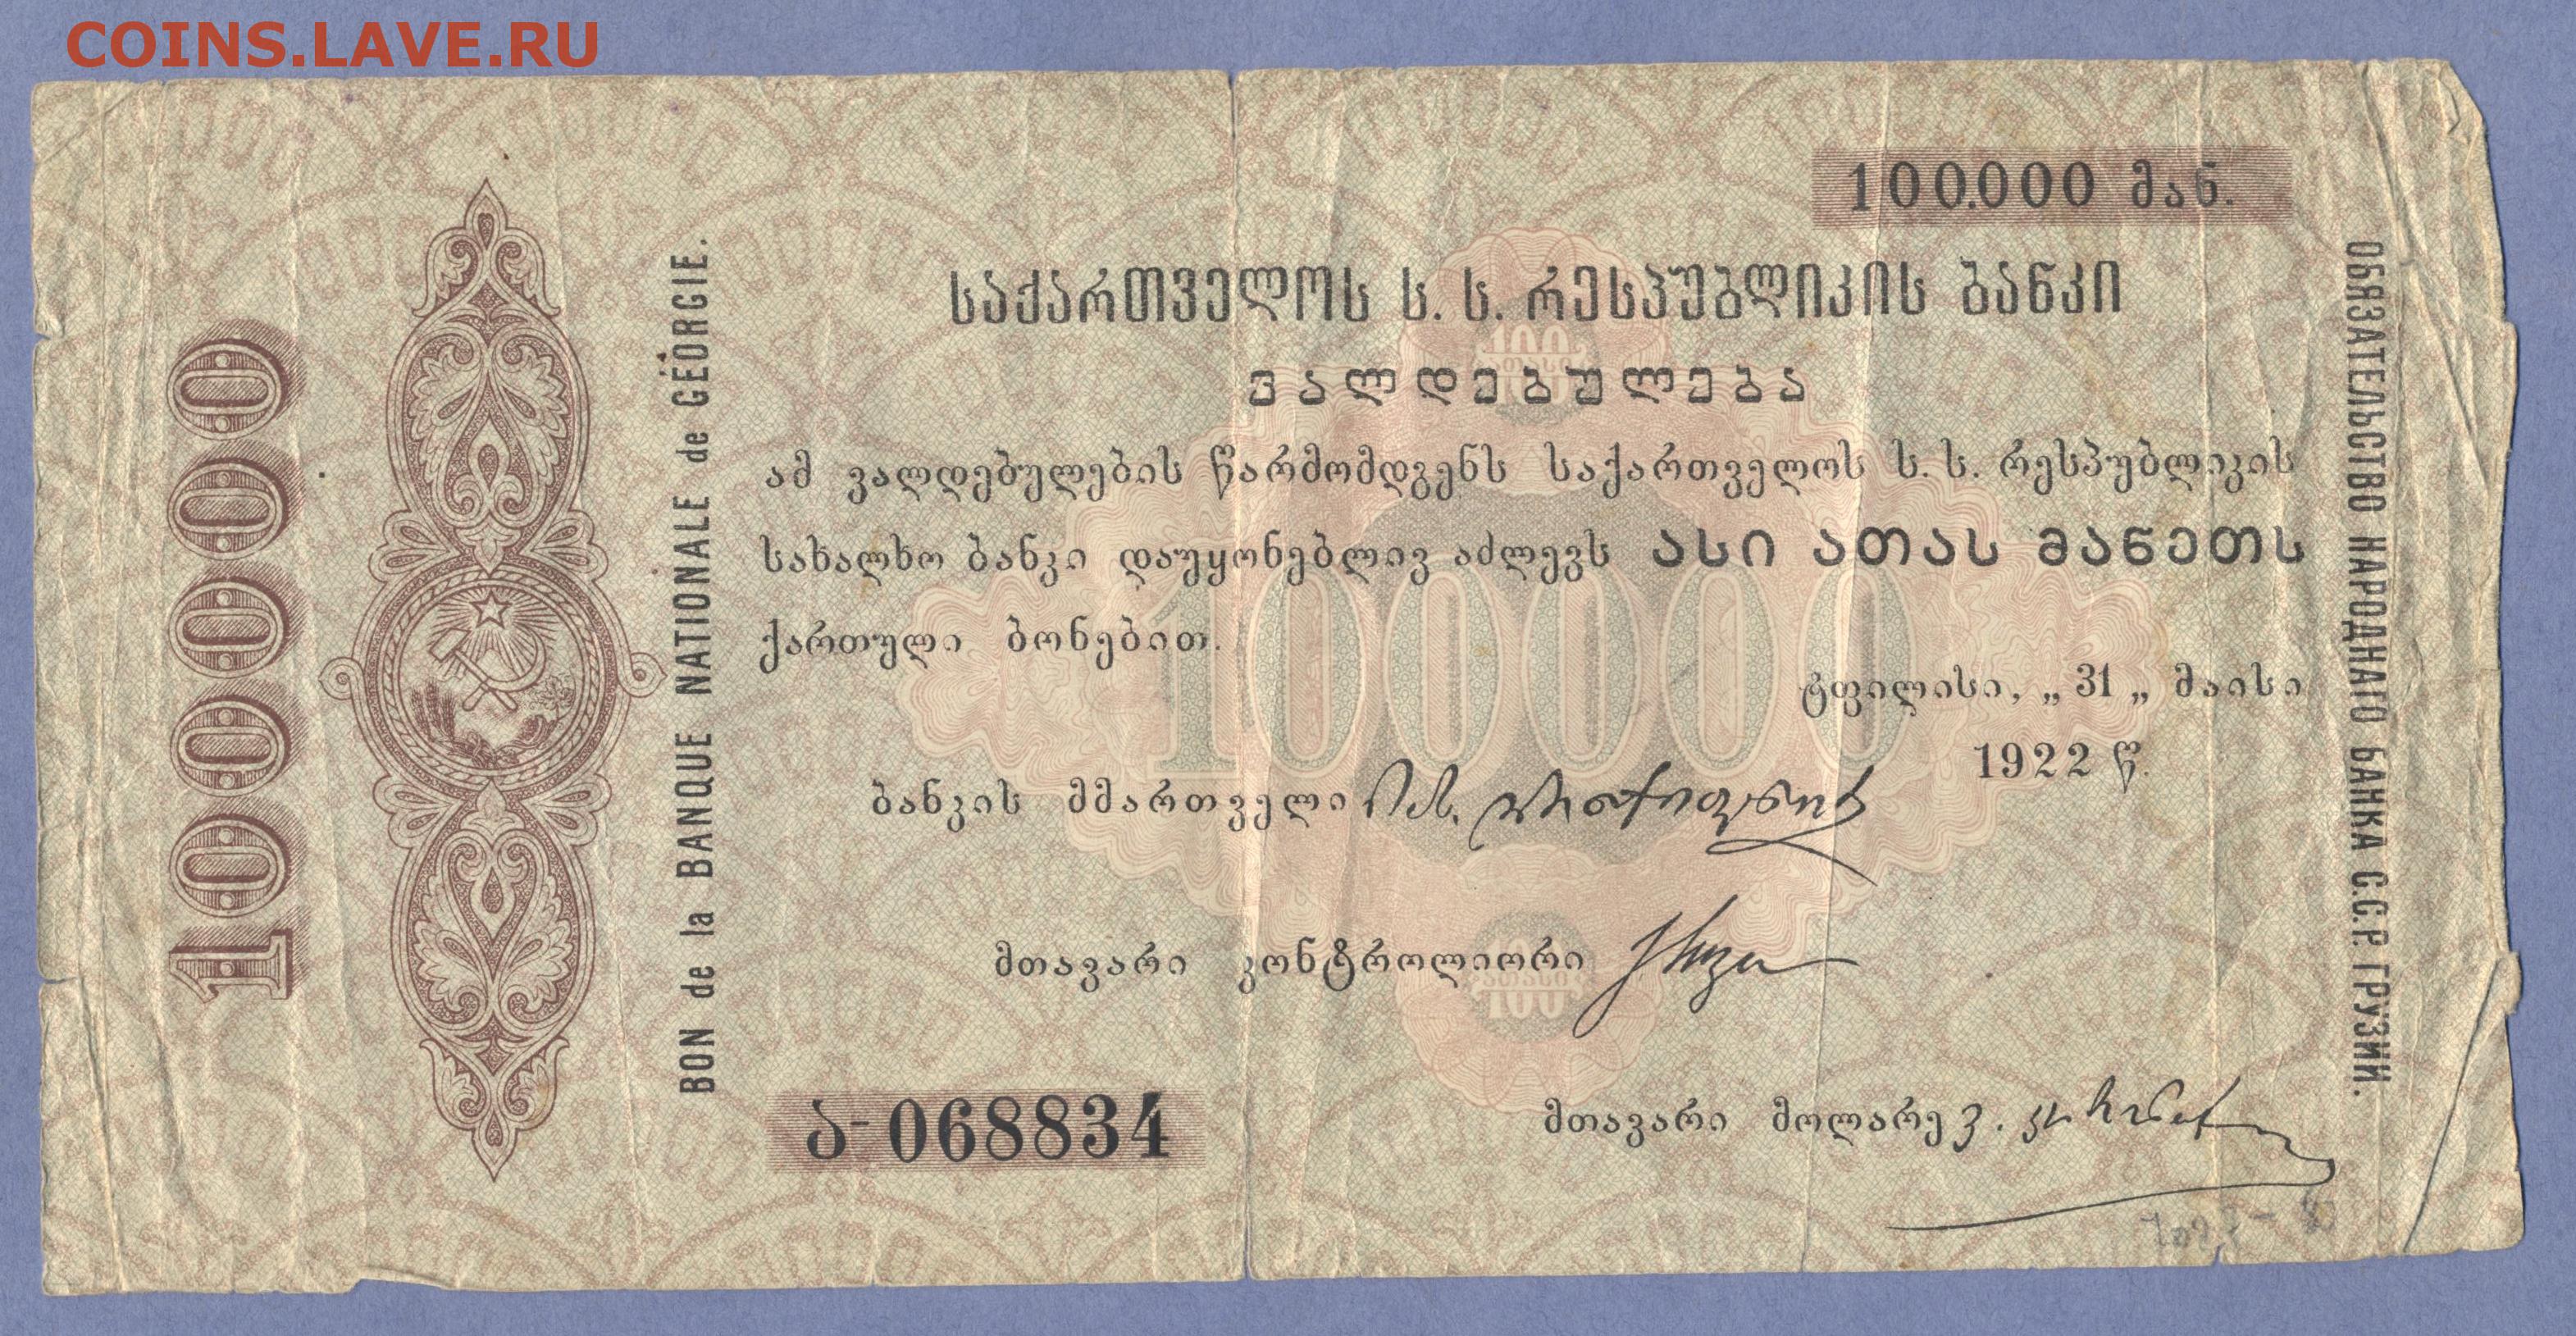 COINS.LAVE.RU
100.000 მან.
100000
BON de la BANQUE NATIONALE de GÉORGIE.
საქართველოს ს. ს. რესპუბლიკის ბანკი
ვალდებულება
ამ ვალდებულების წარმომდგენს საქართველოს ს. ს. რესპუბლიკის
სახალხო ბანკი დაუყონებლივ აძლევს ასი ათას მანეთს
ქართული ბონებით.
100000
ტფილისი, „ 31 „ მაისი
1922 წ.
ბანკის მმართველი
მთავარი კონტროლიორი
მთავარი მოლარე
ა-068834
ОБЯЗАТЕЛЬСТВО НАРОДНАГО БАНКА С.С.Р. ГРУЗИИ.